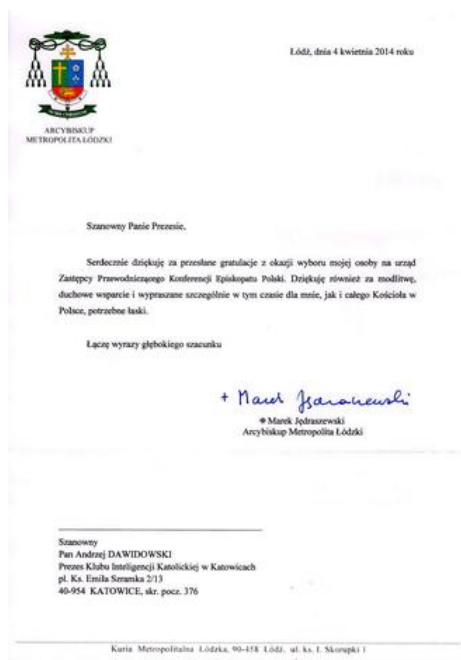 Łódź, dnia 4 kwietnia 2014 roku
ARCYBISKUP
METROPOLITA ŁÓDZKI
Szanowny Panie Prezesie,
Serdecznie dziękuję za przesłane gratulacje z okazji wyboru mojej osoby na urząd
Zastępcy Przewodniczącego Konferencji Episkopatu Polski. Dziękuję również za modlitwę,
duchowe wsparcie i wypraszane szczególnie w tym czasie dla mnie, jak i całego Kościoła w
Polsce, potrzebne łaski.
Łączę wyrazy głębokiego szacunku
+ Marek Jędraszewski
Marek Jędraszewski
Arcybiskup Metropolita Łódzki
Szanowny
Pan Andrzej DAWIDOWSKI
Prezes Klubu Inteligencji Katolickiej w Katowicach
pl. Ks. Emila Szramka 2/13
40-954 KATOWICE, skr. pocz. 376
Kuria Metropolitalna Łódzka, 90-458 Łódź, ul. ks. I. Skorupki 1